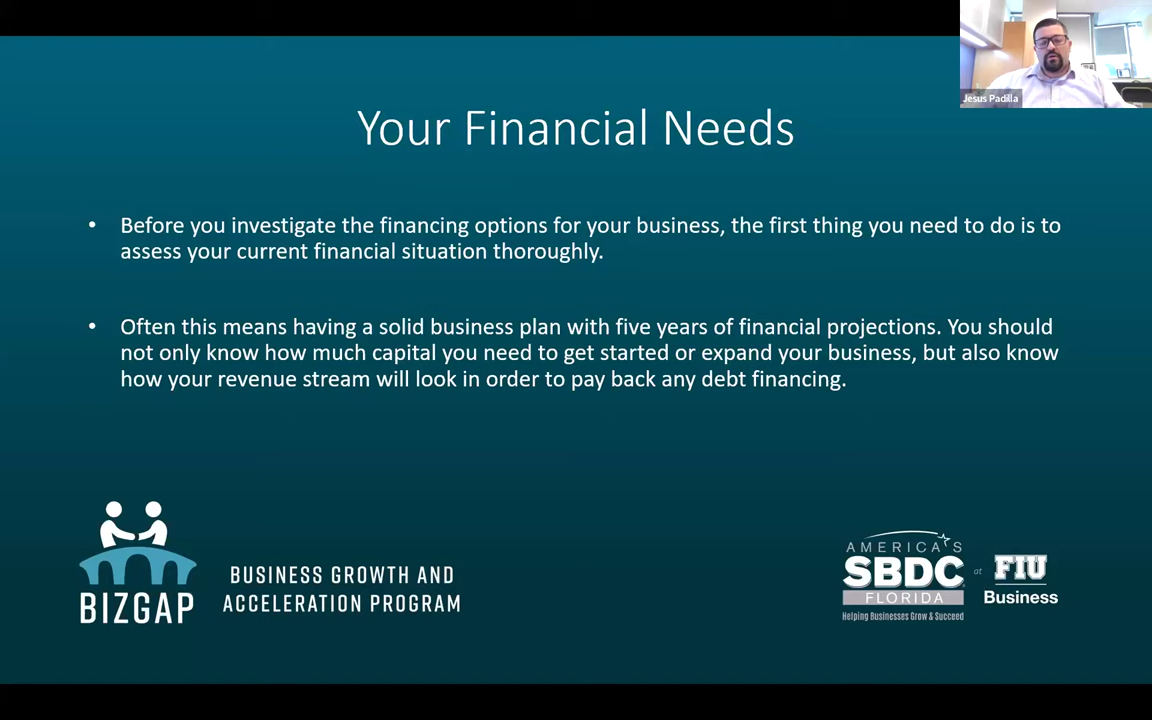 Jesus Padilla
Your Financial Needs
• Before you investigate the financing options for your business, the first thing you need to do is to
assess your current financial situation thoroughly.
• Often this means having a solid business plan with five years of financial projections. You should
not only know how much capital you need to get started or expand your business, but also know
how your revenue stream will look in order to pay back any debt financing.
BIZGAP
BUSINESS GROWTH AND
ACCELERATION PROGRAM
AMERICA'S
SBDC
FLORIDA
Helping Businesses Grow & Succeed
at
FIU
Business